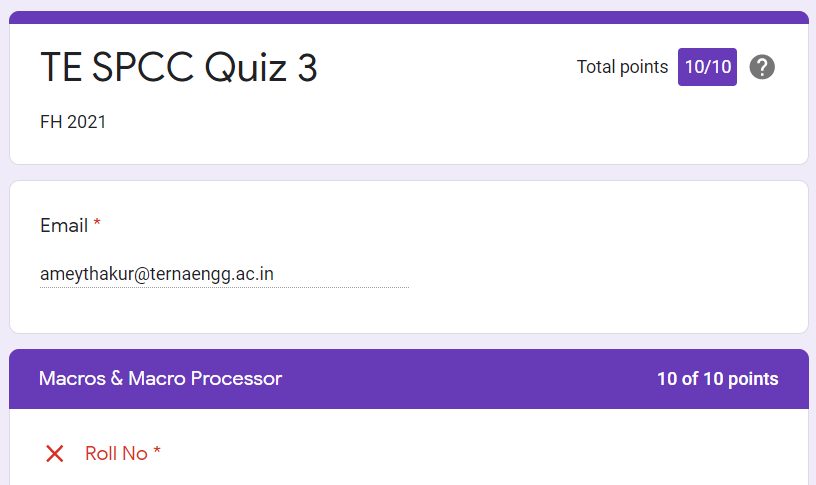 TE SPCC Quiz 3
Total points 10/10 ?
FH 2021
Email *
ameythakur@ternaengg.ac.in
Macros & Macro Processor 10 of 10 points
Roll No *